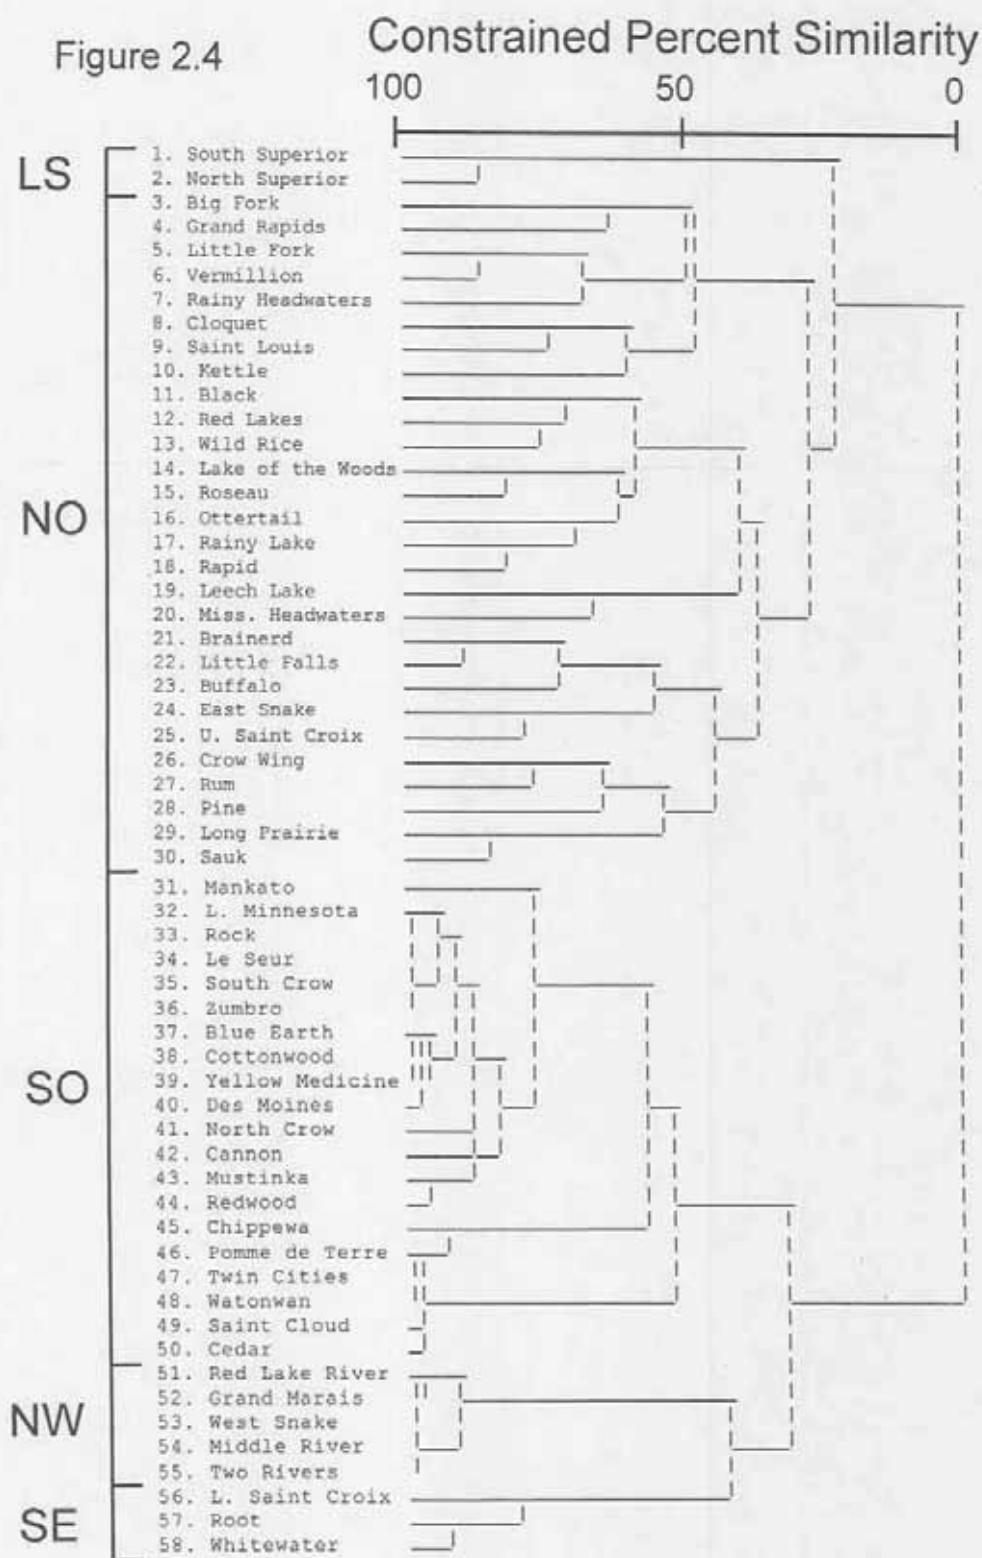 Figure 2.4
Constrained Percent Similarity
100 50 0
LS
1. South Superior
2. North Superior
NO
3. Big Fork
4. Grand Rapids
5. Little Fork
6. Vermillion
7. Rainy Headwaters
8. Cloquet
9. Saint Louis
10. Kettle
11. Black
12. Red Lakes
13. Wild Rice
14. Lake of the Woods
15. Roseau
16. Ottertail
17. Rainy Lake
18. Rapid
19. Leech Lake
20. Miss. Headwaters
21. Brainerd
22. Little Falls
23. Buffalo
24. East Snake
25. U. Saint Croix
26. Crow Wing
27. Rum
28. Pine
29. Long Prairie
30. Sauk
SO
31. Mankato
32. L. Minnesota
33. Rock
34. Le Seur
35. South Crow
36. Zumbro
37. Blue Earth
38. Cottonwood
39. Yellow Medicine
40. Des Moines
41. North Crow
42. Cannon
43. Mustinka
44. Redwood
45. Chippewa
46. Pomme de Terre
47. Twin Cities
48. Watonwan
49. Saint Cloud
50. Cedar
NW
51. Red Lake River
52. Grand Marais
53. West Snake
54. Middle River
55. Two Rivers
SE
56. L. Saint Croix
57. Root
58. Whitewater